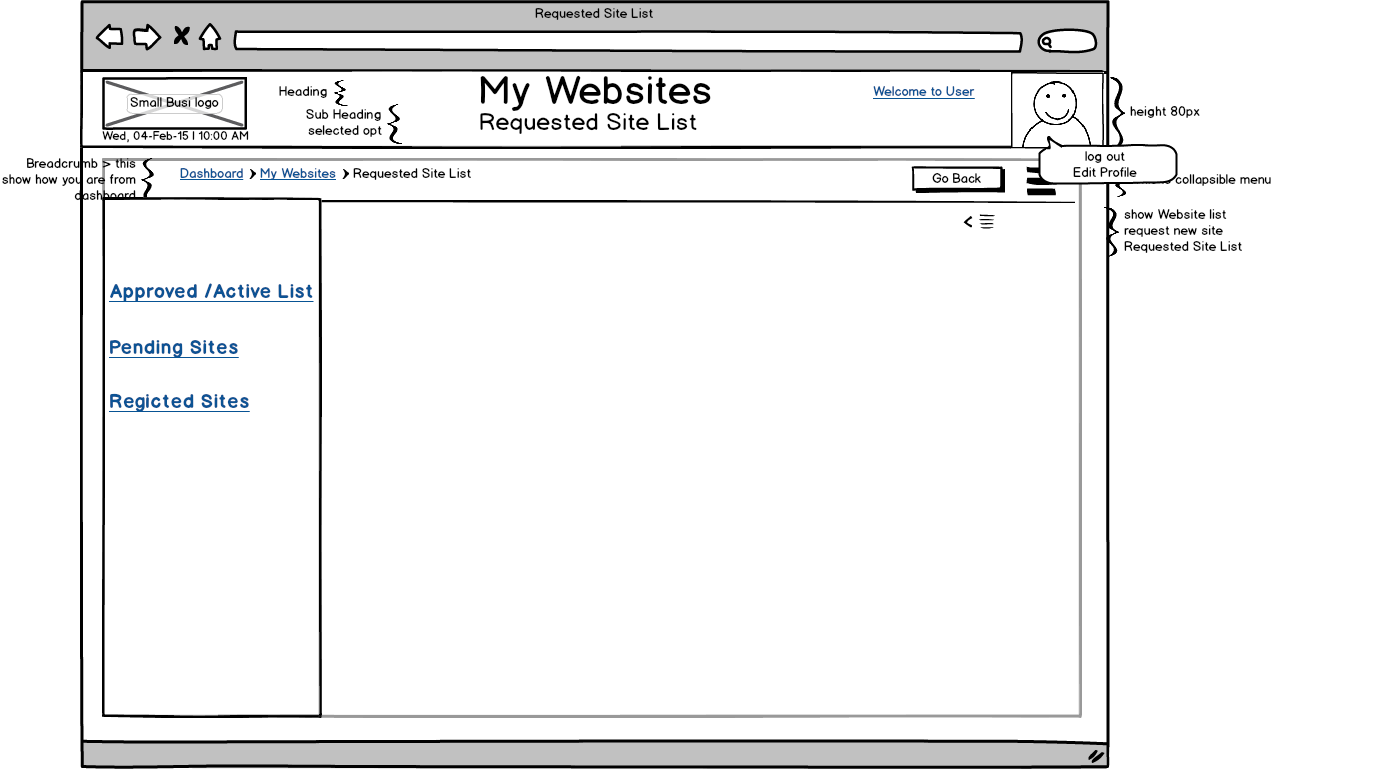 Requested Site List
My Websites
Requested Site List
Heading
Sub Heading
selected opt
Small Busi logo
Wed, 04-Feb-15 | 10:00 AM
Welcome to User
height 80px
log out
Edit Profile
collapsible menu
Breadcrumb > this
show how you are from
dashboard
Dashboard
My Websites
Requested Site List
Go Back
show Website list
request new site
Requested Site List
<
Approved /Active List
Pending Sites
Regicted Sites